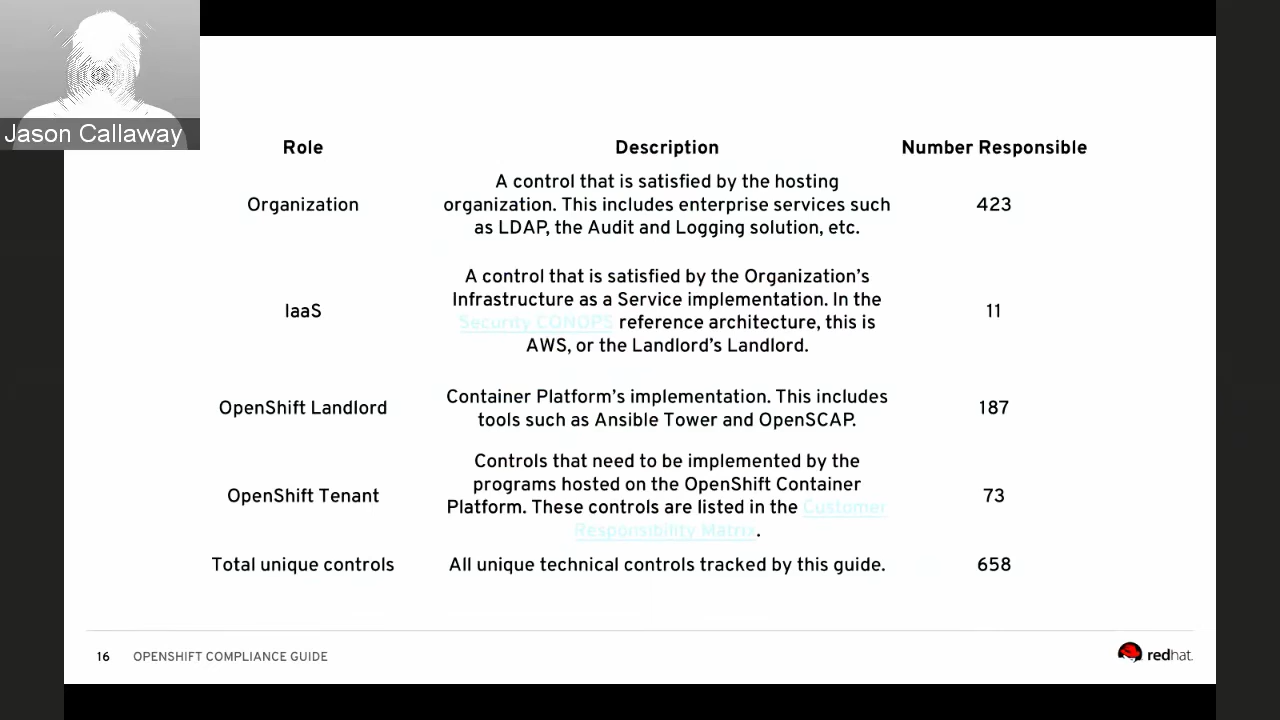 Jason Callaway
Role Description Number Responsible
Organization
A control that is satisfied by the hosting
organization. This includes enterprise services such
as LDAP, the Audit and Logging solution, etc.
423
IaaS
A control that is satisfied by the Organization's
Infrastructure as a Service implementation. In the
Security CONOPS reference architecture, this is
AWS, or the Landlord's Landlord.
11
OpenShift Landlord
Container Platform's implementation. This includes
tools such as Ansible Tower and OpenSCAP.
187
OpenShift Tenant
Controls that need to be implemented by the
programs hosted on the OpenShift Container
Platform. These controls are listed in the Customer
Responsibility Matrix.
73
Total unique controls
All unique technical controls tracked by this guide.
658
16 OPENSHIFT COMPLIANCE GUIDE
redhat.